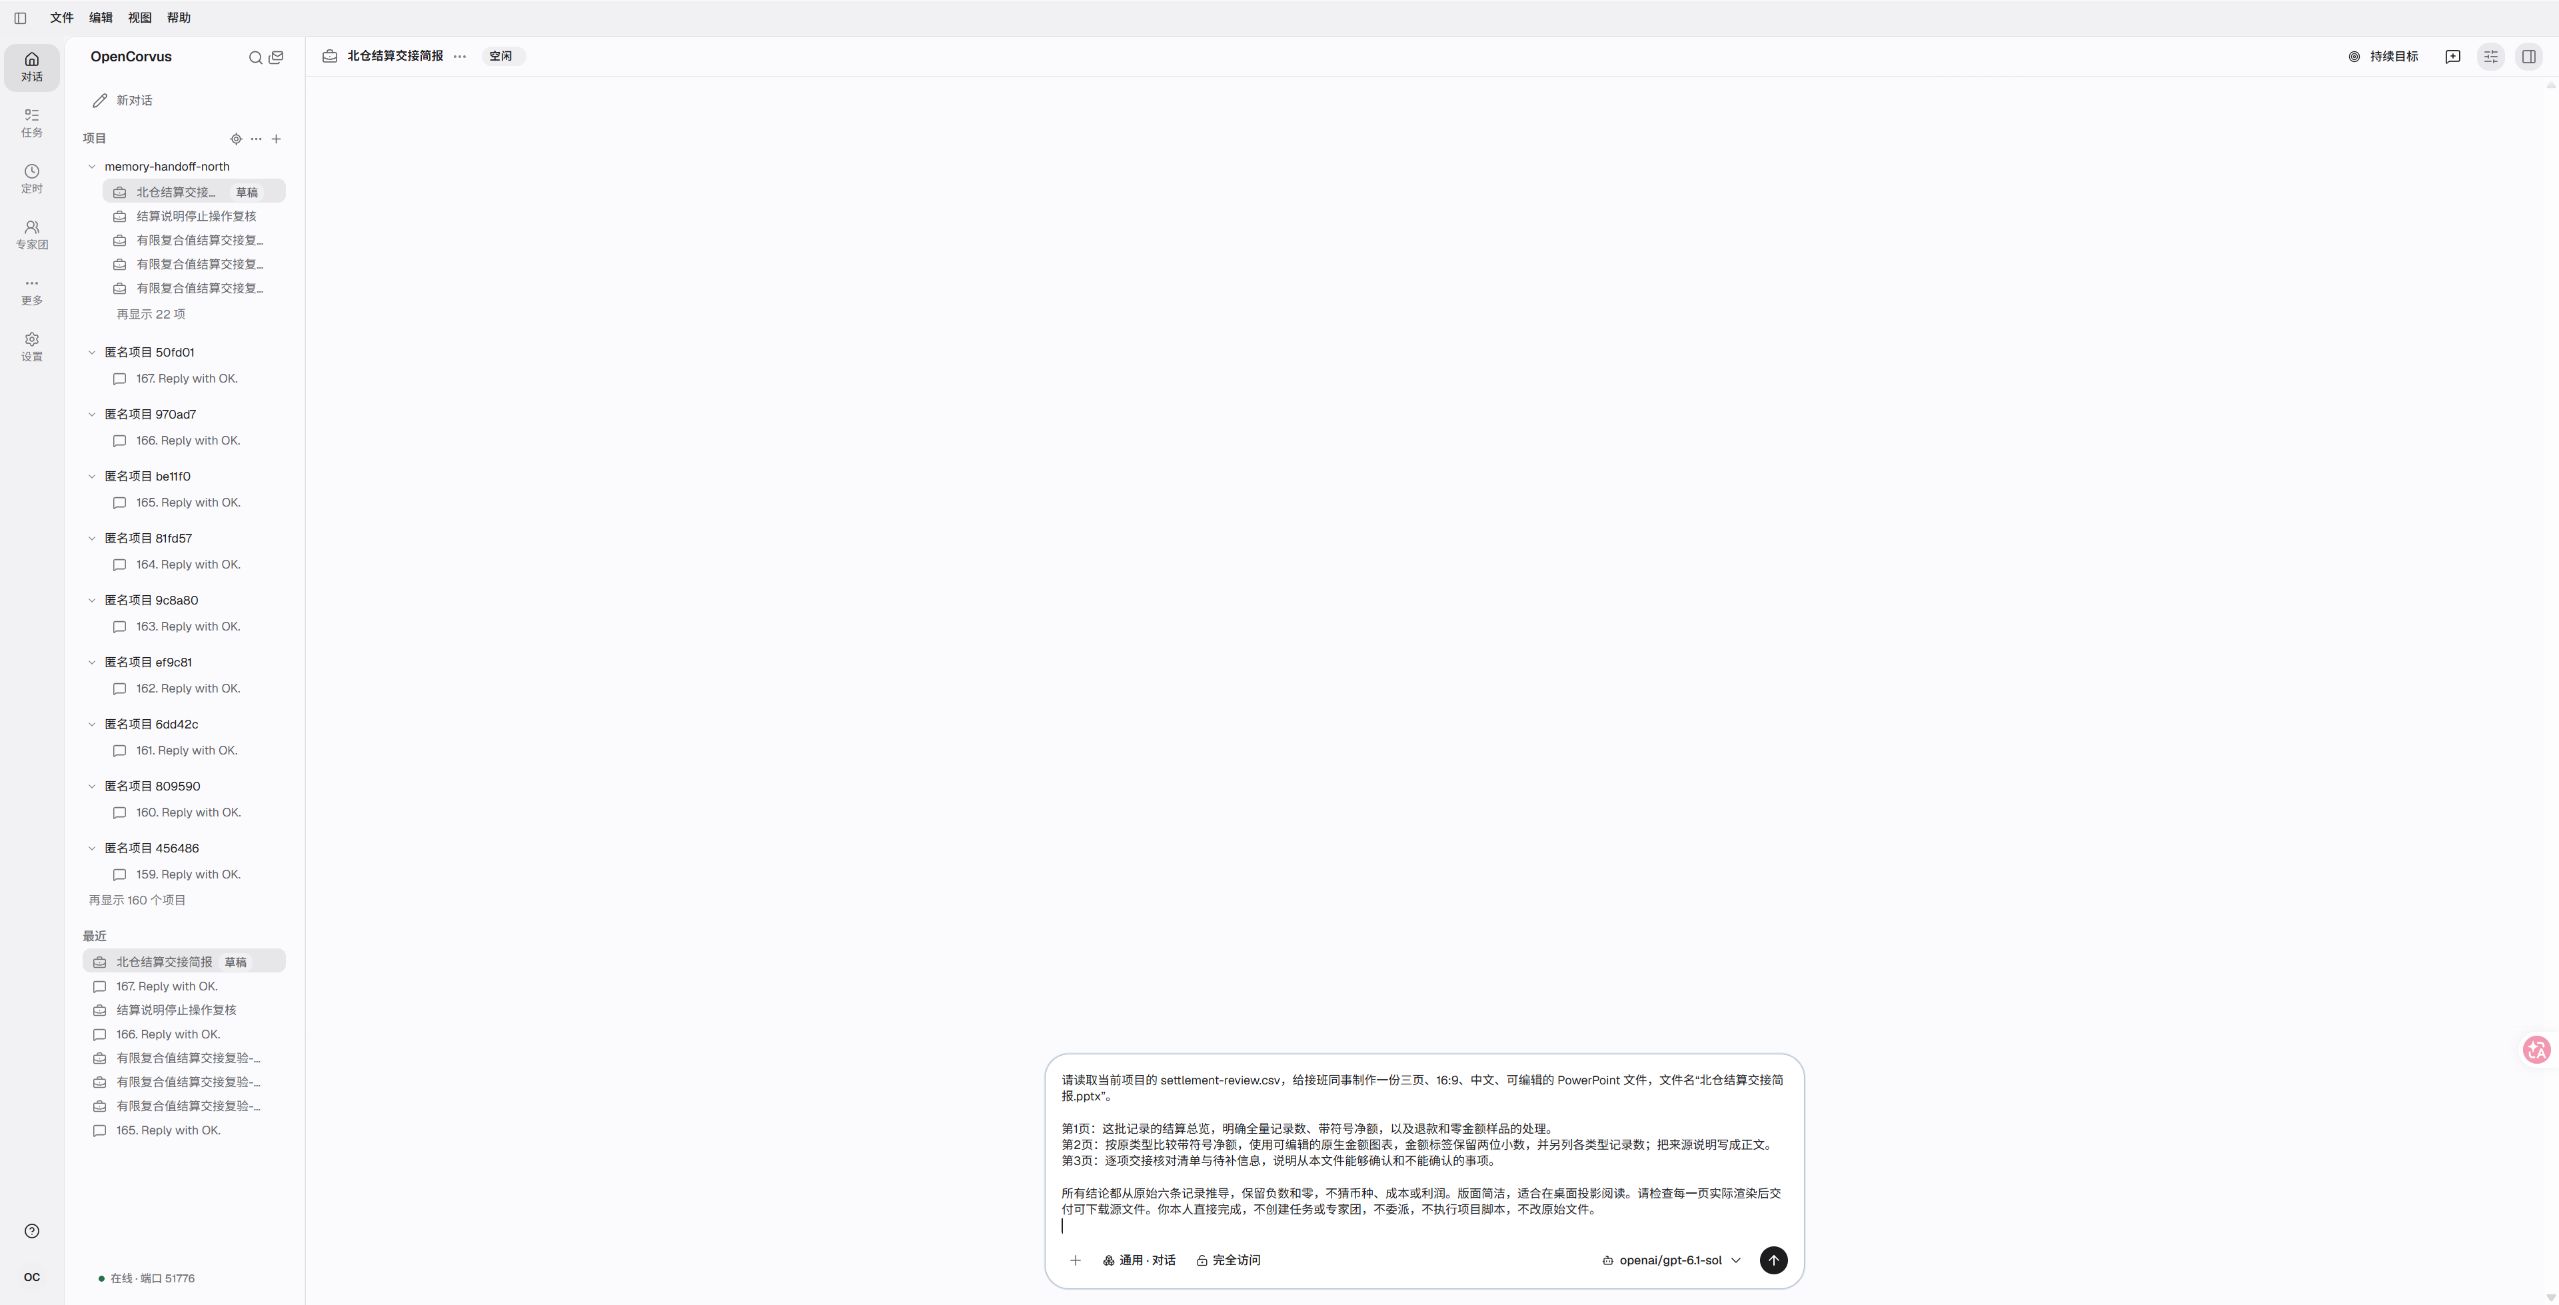 文件 编辑 视图 帮助
对话
任务
定时
专家团
更多
设置
OC
OpenCorvus
新对话
项目
memory-handoff-north
北仓结算交接... 草稿
结算说明停止操作复核
有限复合值结算交接复...
有限复合值结算交接复...
有限复合值结算交接复...
再显示 22 项
匿名项目 50fd01
167. Reply with OK.
匿名项目 970ad7
166. Reply with OK.
匿名项目 be11f0
165. Reply with OK.
匿名项目 81fd57
164. Reply with OK.
匿名项目 9c8a80
163. Reply with OK.
匿名项目 ef9c81
162. Reply with OK.
匿名项目 6dd42c
161. Reply with OK.
匿名项目 809590
160. Reply with OK.
匿名项目 456486
159. Reply with OK.
再显示 160 个项目
最近
北仓结算交接简报 草稿
167. Reply with OK.
结算说明停止操作复核
166. Reply with OK.
有限复合值结算交接复验-...
有限复合值结算交接复验-...
有限复合值结算交接复验-...
165. Reply with OK.
在线 · 端口 51776
北仓结算交接简报 ... 空闲
持续目标
请读取当前项目的 settlement-review.csv，给接班同事制作一份三页、16:9、中文、可编辑的 PowerPoint 文件，文件名“北仓结算交接简
报.pptx”。
第1页：这批记录的结算总览，明确全量记录数、带符号净额，以及退款和零金额样品的处理。
第2页：按原类型比较带符号净额，使用可编辑的原生金额图表，金额标签保留两位小数，并另列各类型记录数；把来源说明写成正文。
第3页：逐项交接核对清单与待补信息，说明从本文件能够确认和不能确认的事项。
所有结论都从原始六条记录推导，保留负数和零，不猜币种、成本或利润。版面简洁，适合在桌面投影阅读。请检查每一页实际渲染后交
付可下载源文件。你本人直接完成，不创建任务或专家团，不委派，不执行项目脚本，不改原始文件。
通用 · 对话 完全访问 openai/gpt-6.1-sol